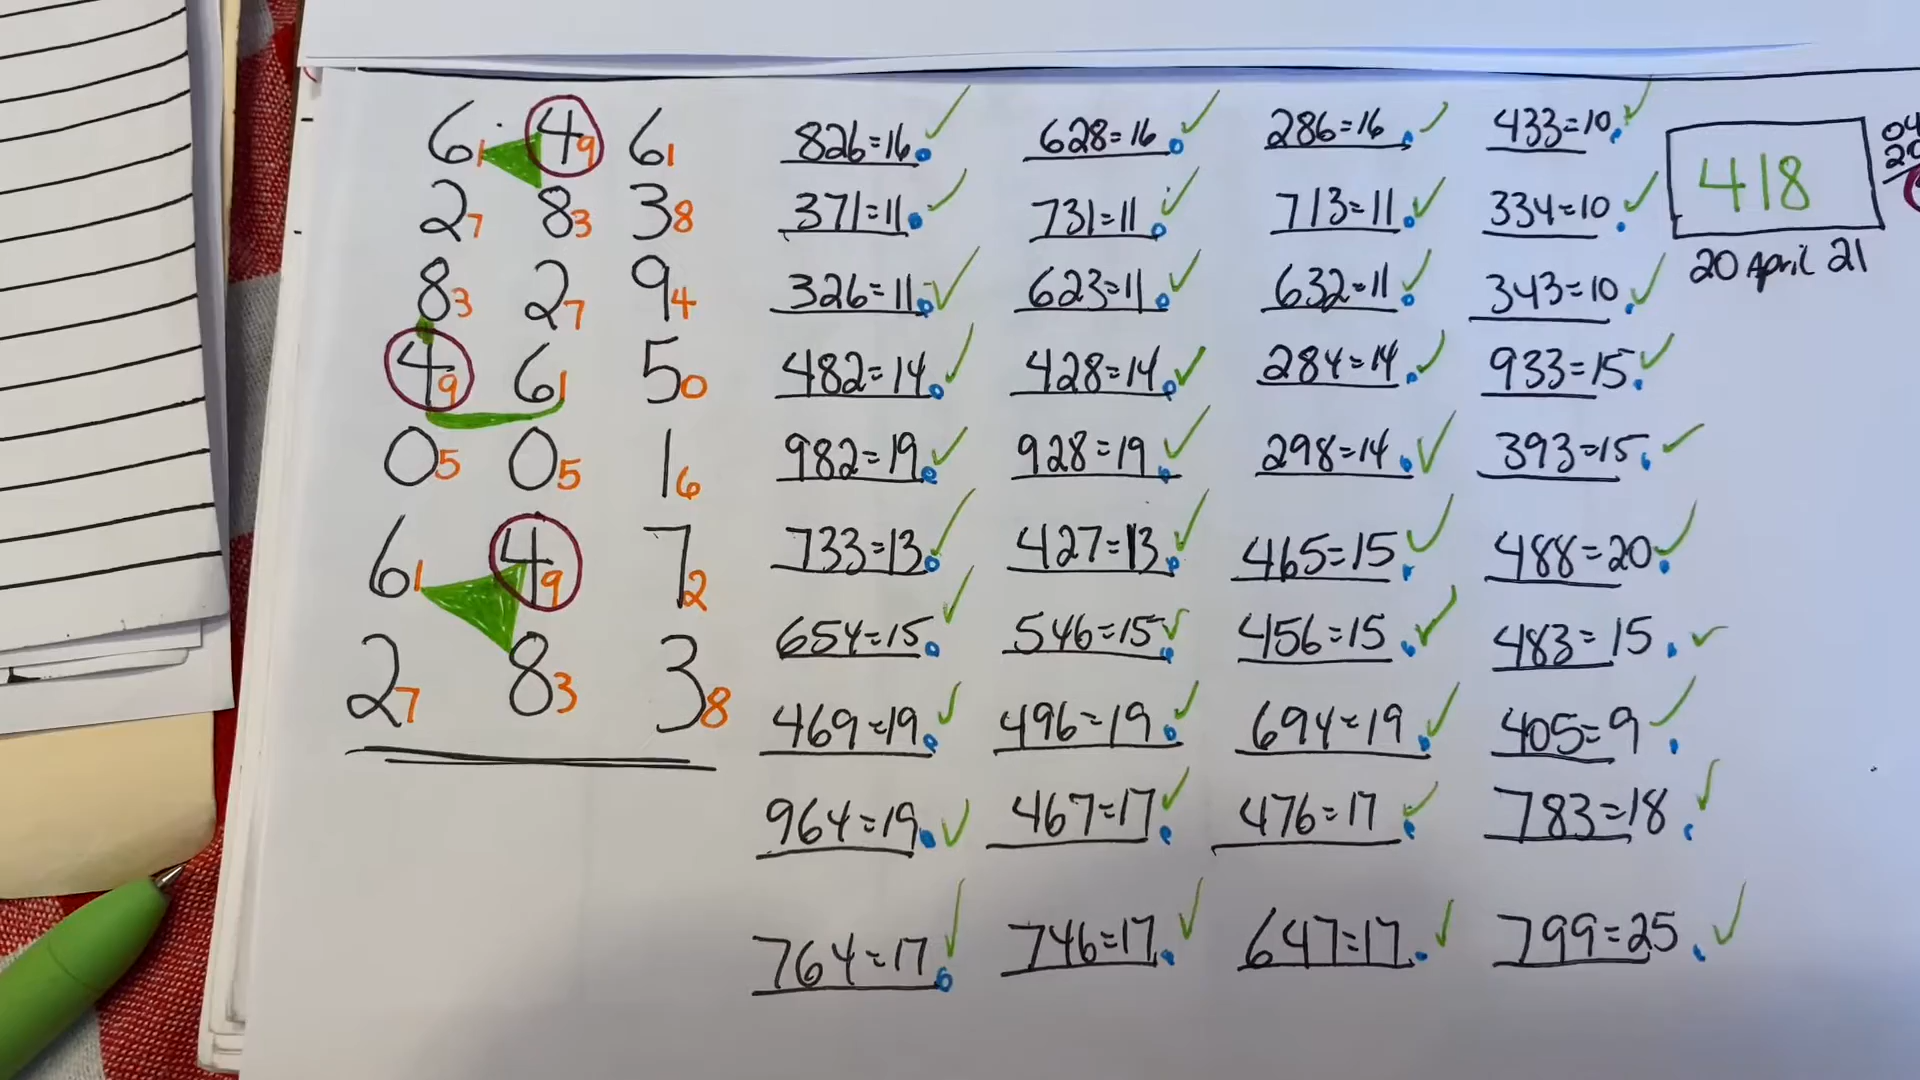 6 1 4 9 6 1
2 7 8 3 3 8
8 3 2 7 9 4
4 9 6 1 5 0
0 5 0 5 1 6
6 1 4 9 7 2
2 7 8 3 3 8
826=16 628=16 286=16 433=10
371=11 731=11 713=11 334=10
326=11 623=11 632=11 343=10
482=14 428=14 284=14 933=15
982=19 928=19 298=14 393=15
733=13 427=13 465=15 488=20
654=15 546=15 456=15 483=15
469=19 496=19 694=19 405=9
964=19 467=17 476=17 783=18
764=17 746=17 647=17 799=25
418
20 April 21
04
20